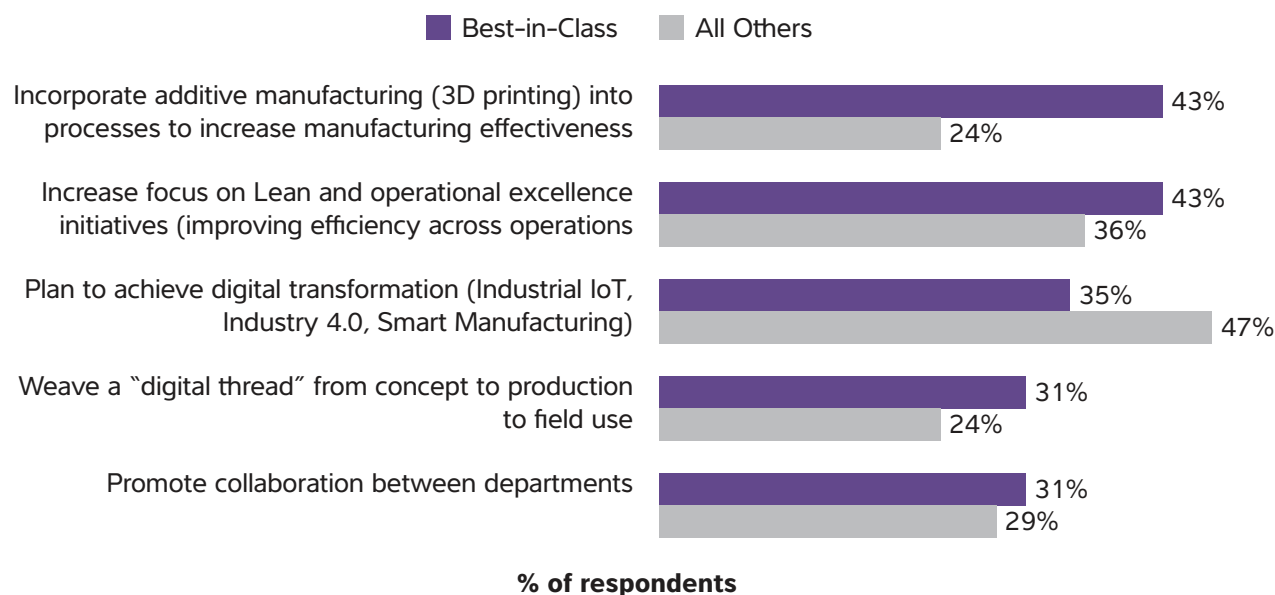 Best-in-Class
All Others
Incorporate additive manufacturing (3D printing) into
processes to increase manufacturing effectiveness
43%
24%
Increase focus on Lean and operational excellence
initiatives (improving efficiency across operations
43%
36%
Plan to achieve digital transformation (Industrial IoT,
Industry 4.0, Smart Manufacturing)
35%
47%
Weave a “digital thread” from concept to production
to field use
31%
24%
Promote collaboration between departments
31%
29%
% of respondents